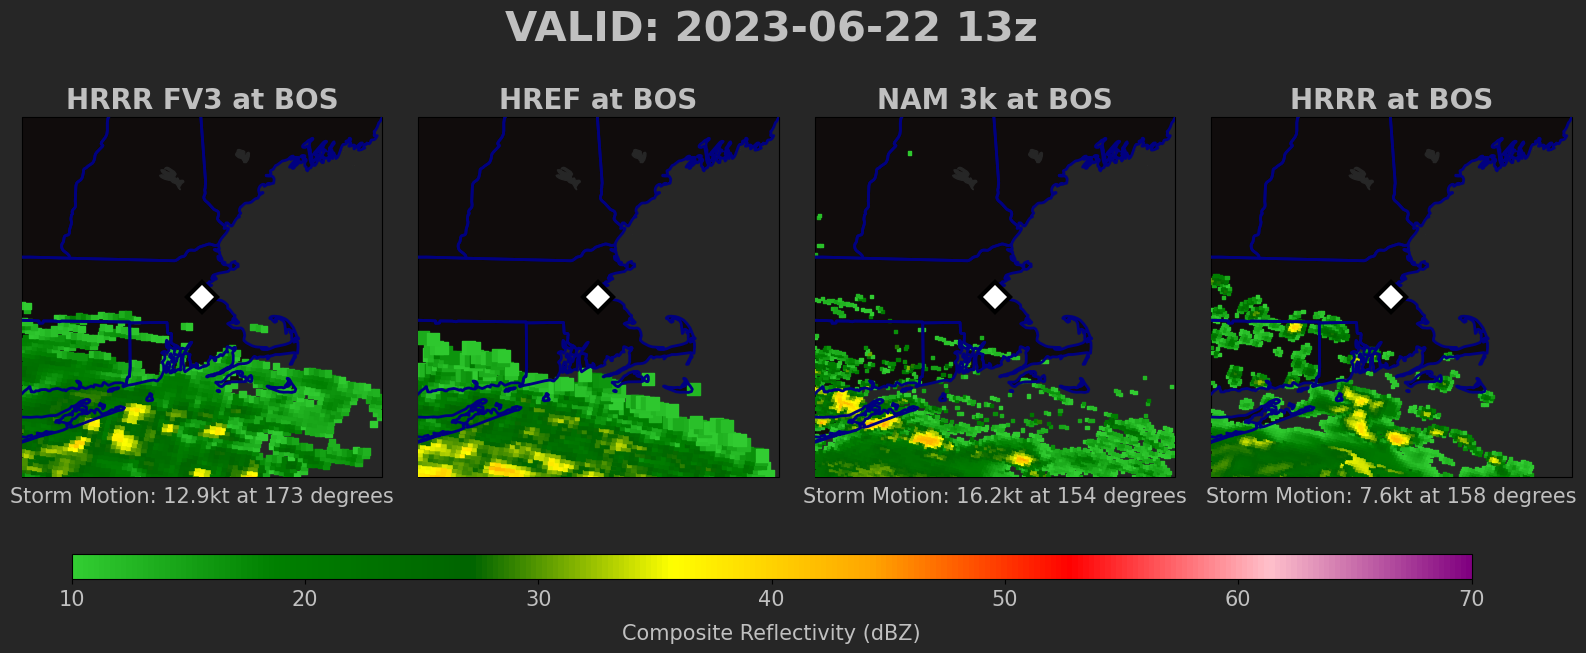 VALID: 2023-06-22 13z
HRRR FV3 at BOS
HREF at BOS
NAM 3k at BOS
HRRR at BOS
Storm Motion: 12.9kt at 173 degrees
Storm Motion: 16.2kt at 154 degrees
Storm Motion: 7.6kt at 158 degrees
10 20 30 40 50 60 70
Composite Reflectivity (dBZ)